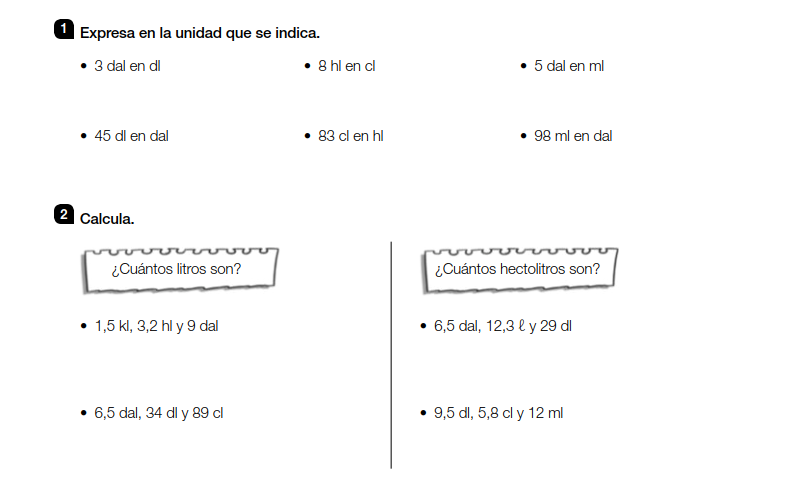 1 Expresa en la unidad que se indica.
• 3 dal en dl
• 8 hl en cl
• 5 dal en ml
• 45 dl en dal
• 83 cl en hl
• 98 ml en dal
2 Calcula.
¿Cuántos litros son?
• 1,5 kl, 3,2 hl y 9 dal
• 6,5 dal, 34 dl y 89 cl
¿Cuántos hectolitros son?
• 6,5 dal, 12,3 ℓ y 29 dl
• 9,5 dl, 5,8 cl y 12 ml